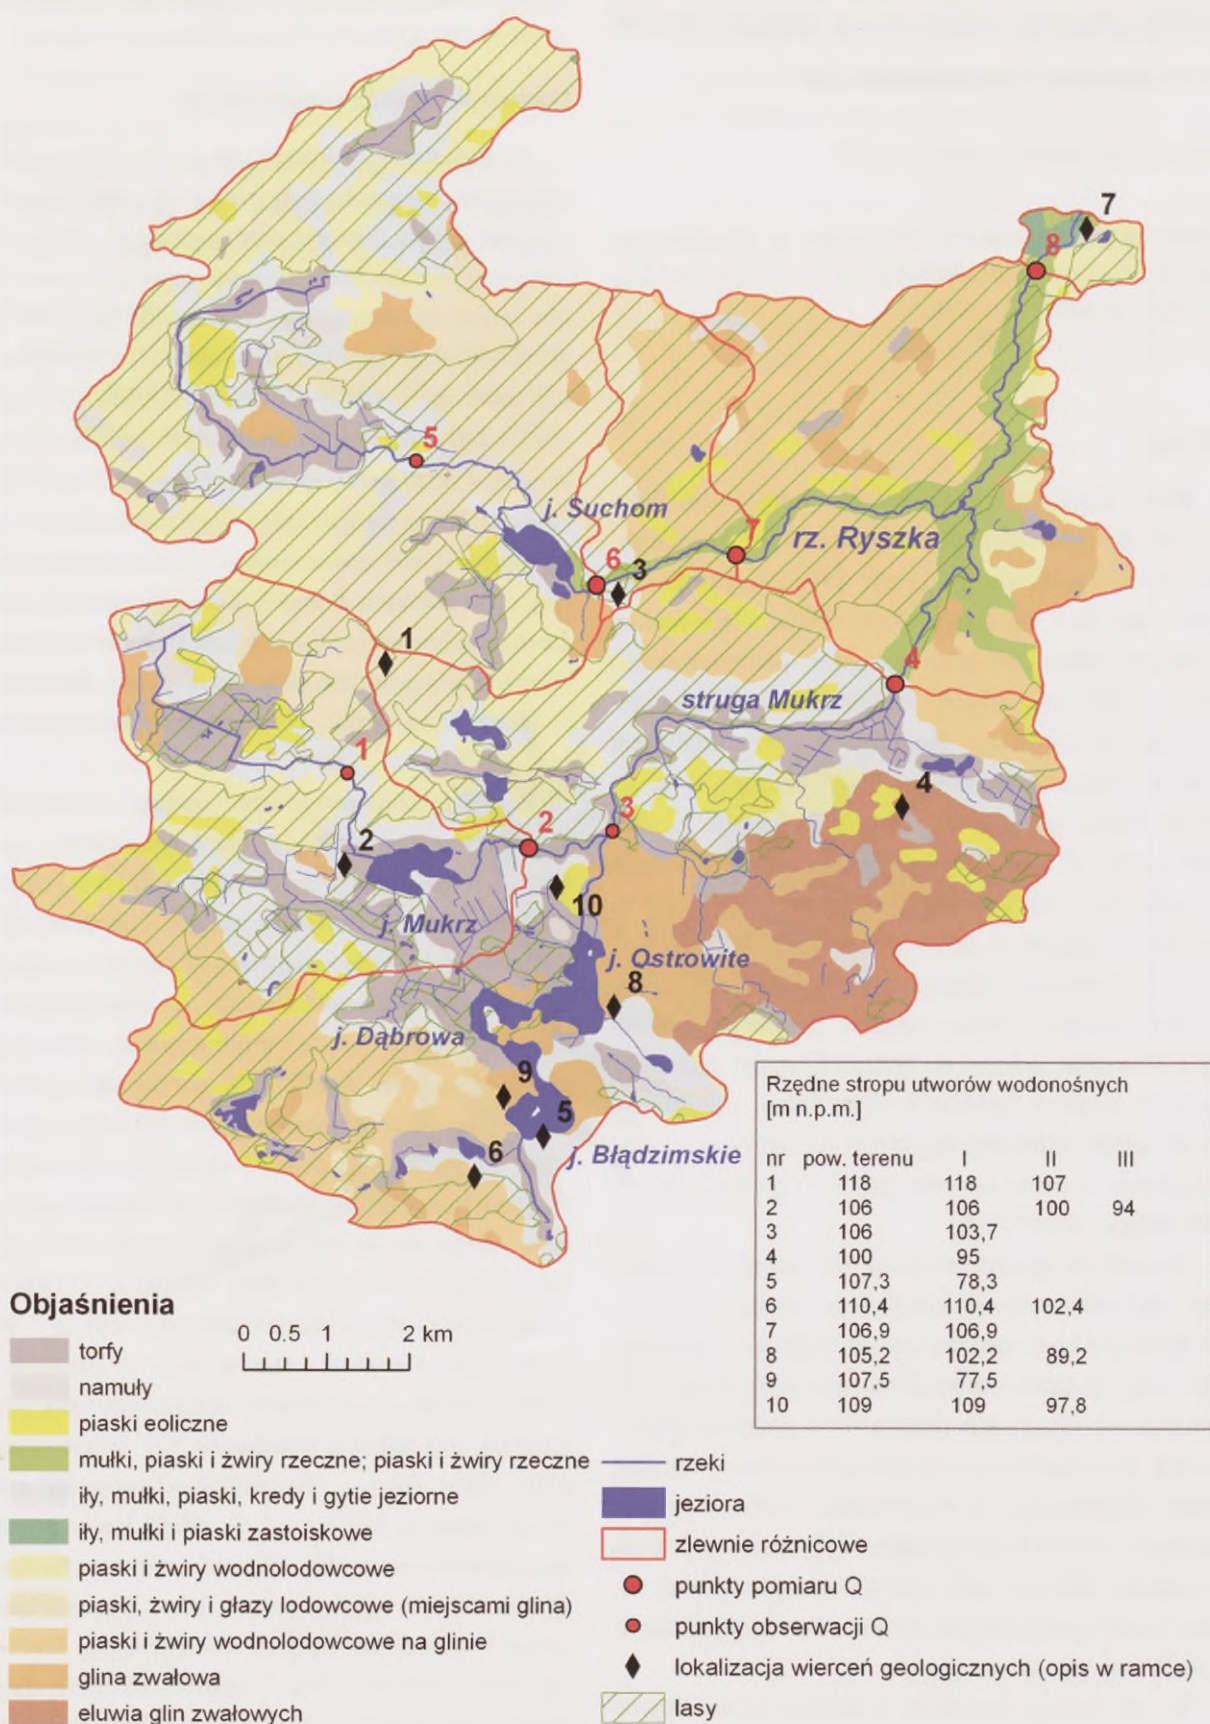 7
8
5
j. Suchom
7
rz. Ryszka
6
3
1
4
struga Mukrz
1
4
3
2
2
10
j. Mukrz
j. Ostrowite
8
j. Dąbrowa
9
5
j. Błądzimskie
6
Rzędne stropu utworów wodonośnych
[m n.p.m.]
nr pow. terenu I II III
1 118 118 107
2 106 106 100 94
3 106 103,7
4 100 95
5 107,3 78,3
6 110,4 110,4 102,4
7 106,9 106,9
8 105,2 102,2 89,2
9 107,5 77,5
10 109 109 97,8
Objaśnienia
0 0.5 1 2 km
torfy
namuły
piaski eoliczne
mułki, piaski i żwiry rzeczne; piaski i żwiry rzeczne
iły, mułki, piaski, kredy i gytie jeziorne
iły, mułki i piaski zastoiskowe
piaski i żwiry wodnolodowcowe
piaski, żwiry i głazy lodowcowe (miejscami glina)
piaski i żwiry wodnolodowcowe na glinie
glina zwałowa
eluwia glin zwałowych
rzeki
jeziora
zlewnie różnicowe
punkty pomiaru Q
punkty obserwacji Q
lokalizacja wierceń geologicznych (opis w ramce)
lasy